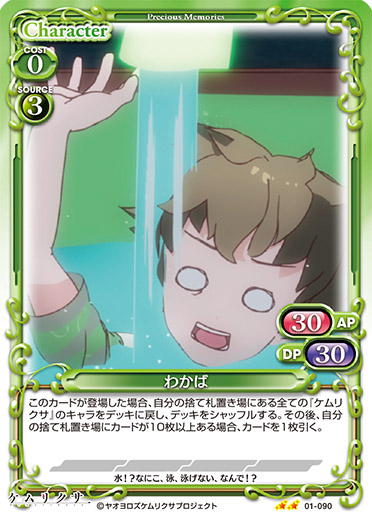 Precious Memories
Character
COST
0
SOURCE
3
30 AP
DP 30
わかば
このカードが登場した場合、自分の捨て札置き場にある全ての『ケムリ
クサ』のキャラをデッキに戻し、デッキをシャッフルする。その後、自分
の捨て札置き場にカードが10枚以上ある場合、カードを1枚引く。
水!?なにこ、泳、泳げない、なんで!?
ケムリクサ
©ヤオヨロズケムリクサプロジェクト
01-090